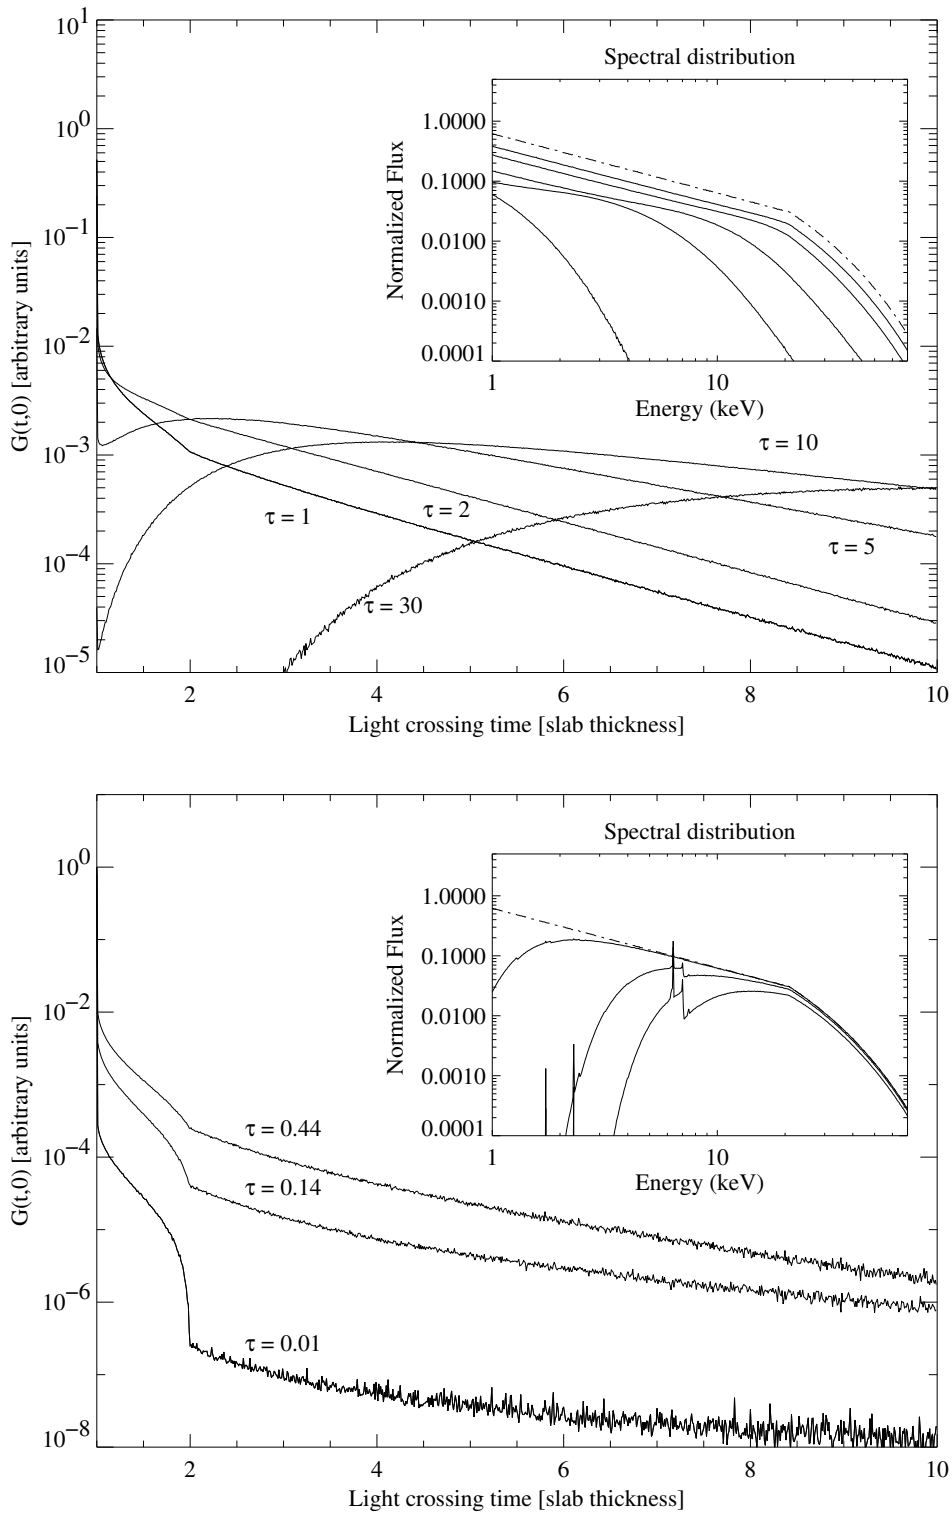 10^1
Spectral distribution
10^0
1.0000
0.1000
10^-1
0.0100
Normalized Flux
0.0010
10^-2
0.0001
1 10
Energy (keV)
G(t,0) [arbitrary units]
10^-3
τ = 10
τ = 1
τ = 2
τ = 5
10^-4
τ = 30
10^-5
2 4 6 8 10
Light crossing time [slab thickness]
Spectral distribution
10^0
1.0000
0.1000
Normalized Flux
0.0100
10^-2
0.0010
0.0001
1 10
Energy (keV)
G(t,0) [arbitrary units]
τ = 0.44
10^-4
τ = 0.14
10^-6
τ = 0.01
10^-8
2 4 6 8 10
Light crossing time [slab thickness]